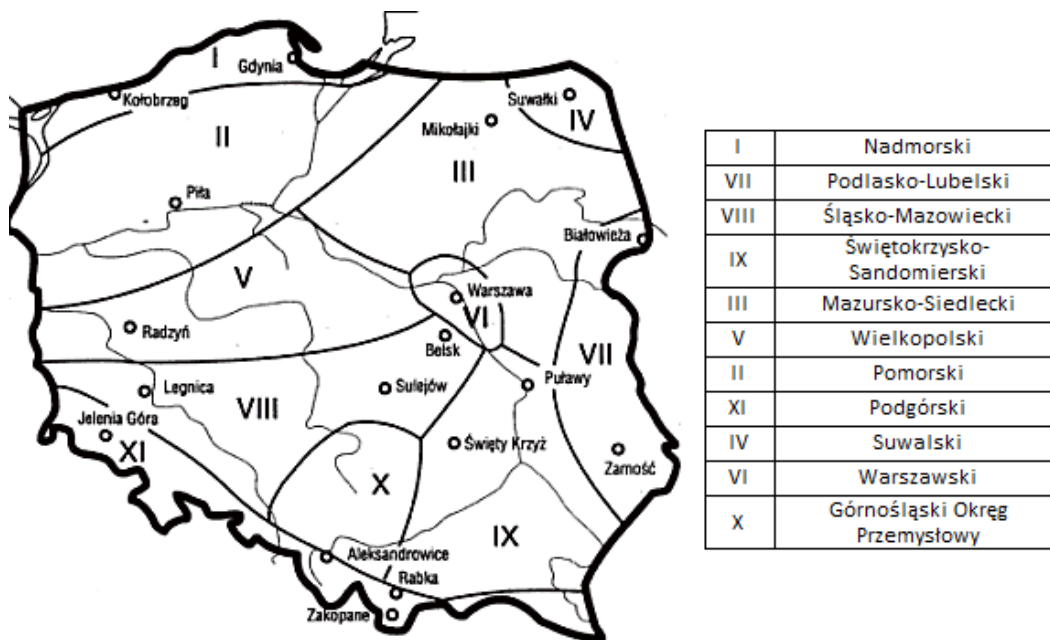 I
Gdynia
Kołobrzeg
Suwałki
IV
II
Mikołajki
III
Piła
Białowieża
V
Warszawa
VI
Radzyń
Belsk
VII
Legnica
Sulejów
Puławy
VIII
Jelenia Góra
XI
Święty Krzyż
Zamość
X
IX
Aleksandrowice
Rabka
Zakopane
I Nadmorski
VII Podlasko-Lubelski
VIII Śląsko-Mazowiecki
IX Świętokrzysko-
Sandomierski
III Mazursko-Siedlecki
V Wielkopolski
II Pomorski
XI Podgórski
IV Suwalski
VI Warszawski
X Górnośląski Okręg
Przemysłowy